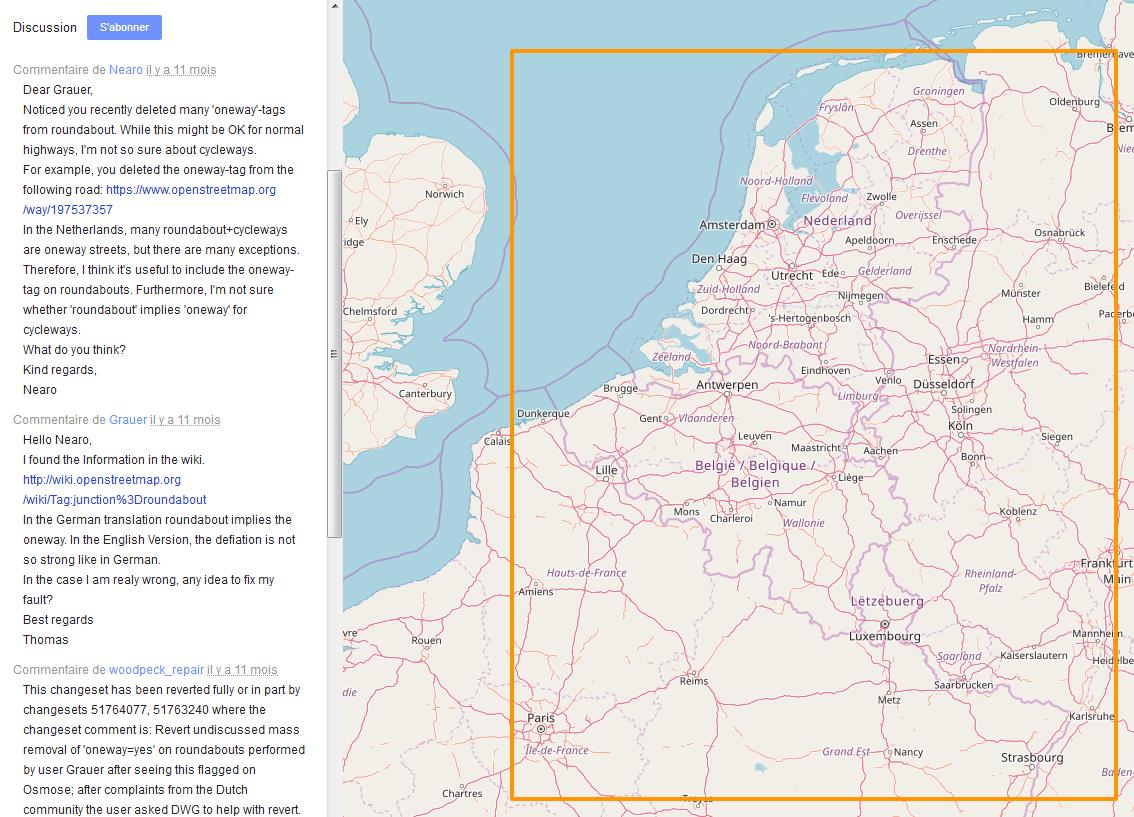 Discussion
S'abonner
Commentaire de Nearo il y a 11 mois
Dear Grauer,
Noticed you recently deleted many 'oneway'-tags
from roundabout. While this might be OK for normal
highways, I'm not so sure about cycleways.
For example, you deleted the oneway-tag from the
following road: https://www.openstreetmap.org
/way/197537357
In the Netherlands, many roundabout+cycleways
are oneway streets, but there are many exceptions.
Therefore, I think it's useful to include the oneway-
tag on roundabouts. Furthermore, I'm not sure
whether 'roundabout' implies 'oneway' for
cycleways.
What do you think?
Kind regards,
Nearo
Commentaire de Grauer il y a 11 mois
Hello Nearo,
I found the Information in the wiki.
http://wiki.openstreetmap.org
/wiki/Tag:junction%3Droundabout
In the German translation roundabout implies the
oneway. In the English Version, the defiation is not
so strong like in German.
In the case I am realy wrong, any idea to fix my
fault?
Best regards
Thomas
Commentaire de woodpeck_repair il y a 11 mois
This changeset has been reverted fully or in part by
changesets 51764077, 51763240 where the
changeset comment is: Revert undiscussed mass
removal of 'oneway=yes' on roundabouts performed
by user Grauer after seeing this flagged on
Osmose; after complaints from the Dutch
community the user asked DWG to help with revert.
Bremerhave
Groningen
Fryslân
Oldenburg
Assen
Brem
Drenthe
Nied
Noord-Holland
Norwich
Flevoland
Zwolle
Ely
Overijssel
Amsterdam
Nederland
Osnabrück
idge
Apeldoorn
Enschede
Den Haag
Utrecht
Ede
Gelderland
Bielefeld
Zuid-Holland
Nijmegen
Münster
Chelmsford
Dordrecht
's-Hertogenbosch
Hamm
Paderbo
Noord-Brabant
Nordrhein-
Westfalen
Zeeland
Essen
Eindhoven
Venlo
Düsseldorf
Canterbury
Brugge
Antwerpen
Limburg
Solingen
Dunkerque
Gent
Vlaanderen
Köln
Calais
Leuven
Maastricht
Aachen
Siegen
Bonn
Lille
België / Belgique /
Belgien
Liège
Mons
Namur
Charleroi
Wallonie
Koblenz
Hauts-de-France
Frankfurt
Main
Rheinland-
Pfalz
Amiens
Lëtzebuerg
Luxembourg
vre
Rouen
Mannheim
Saarland
Kaiserslautern
Heidelbe
Reims
Saarbrücken
die
Metz
Paris
Karlsruhe
Île-de-France
Grand Est
Nancy
Strasbourg
Baden-
Chartres
Troyes